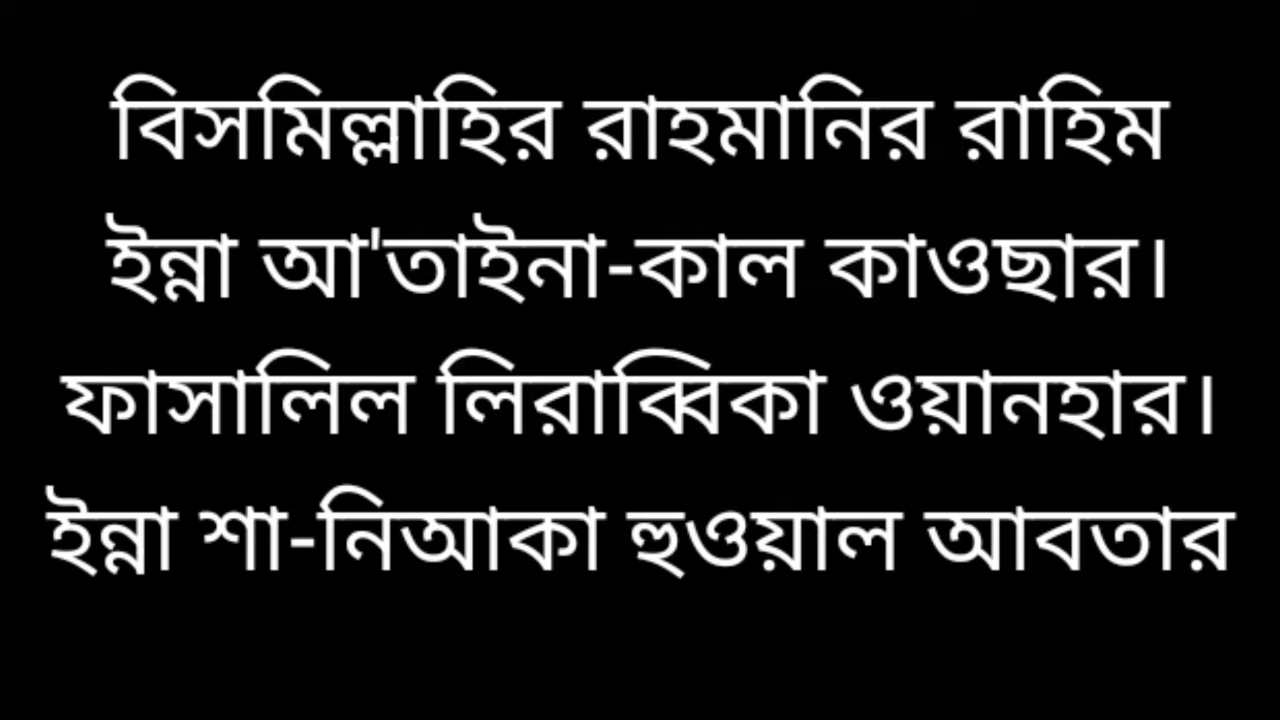 বিসমিল্লাহির রাহমানির রাহিম
ইন্না আ'তাইনা-কাল কাওছার।
ফাসালিল লিরাব্বিকা ওয়ানহার।
ইন্না শা-নিআকা হুওয়াল আবতার